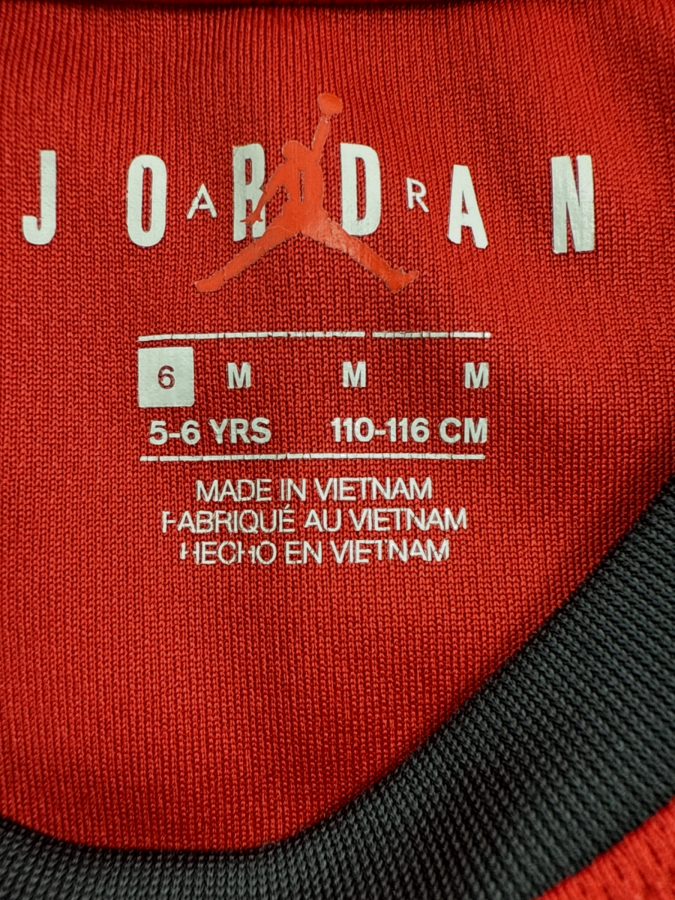 JORDAN
A R
6 M M M
5-6 YRS 110-116 CM
MADE IN VIETNAM
FABRIQUÉ AU VIETNAM
HECHO EN VIETNAM